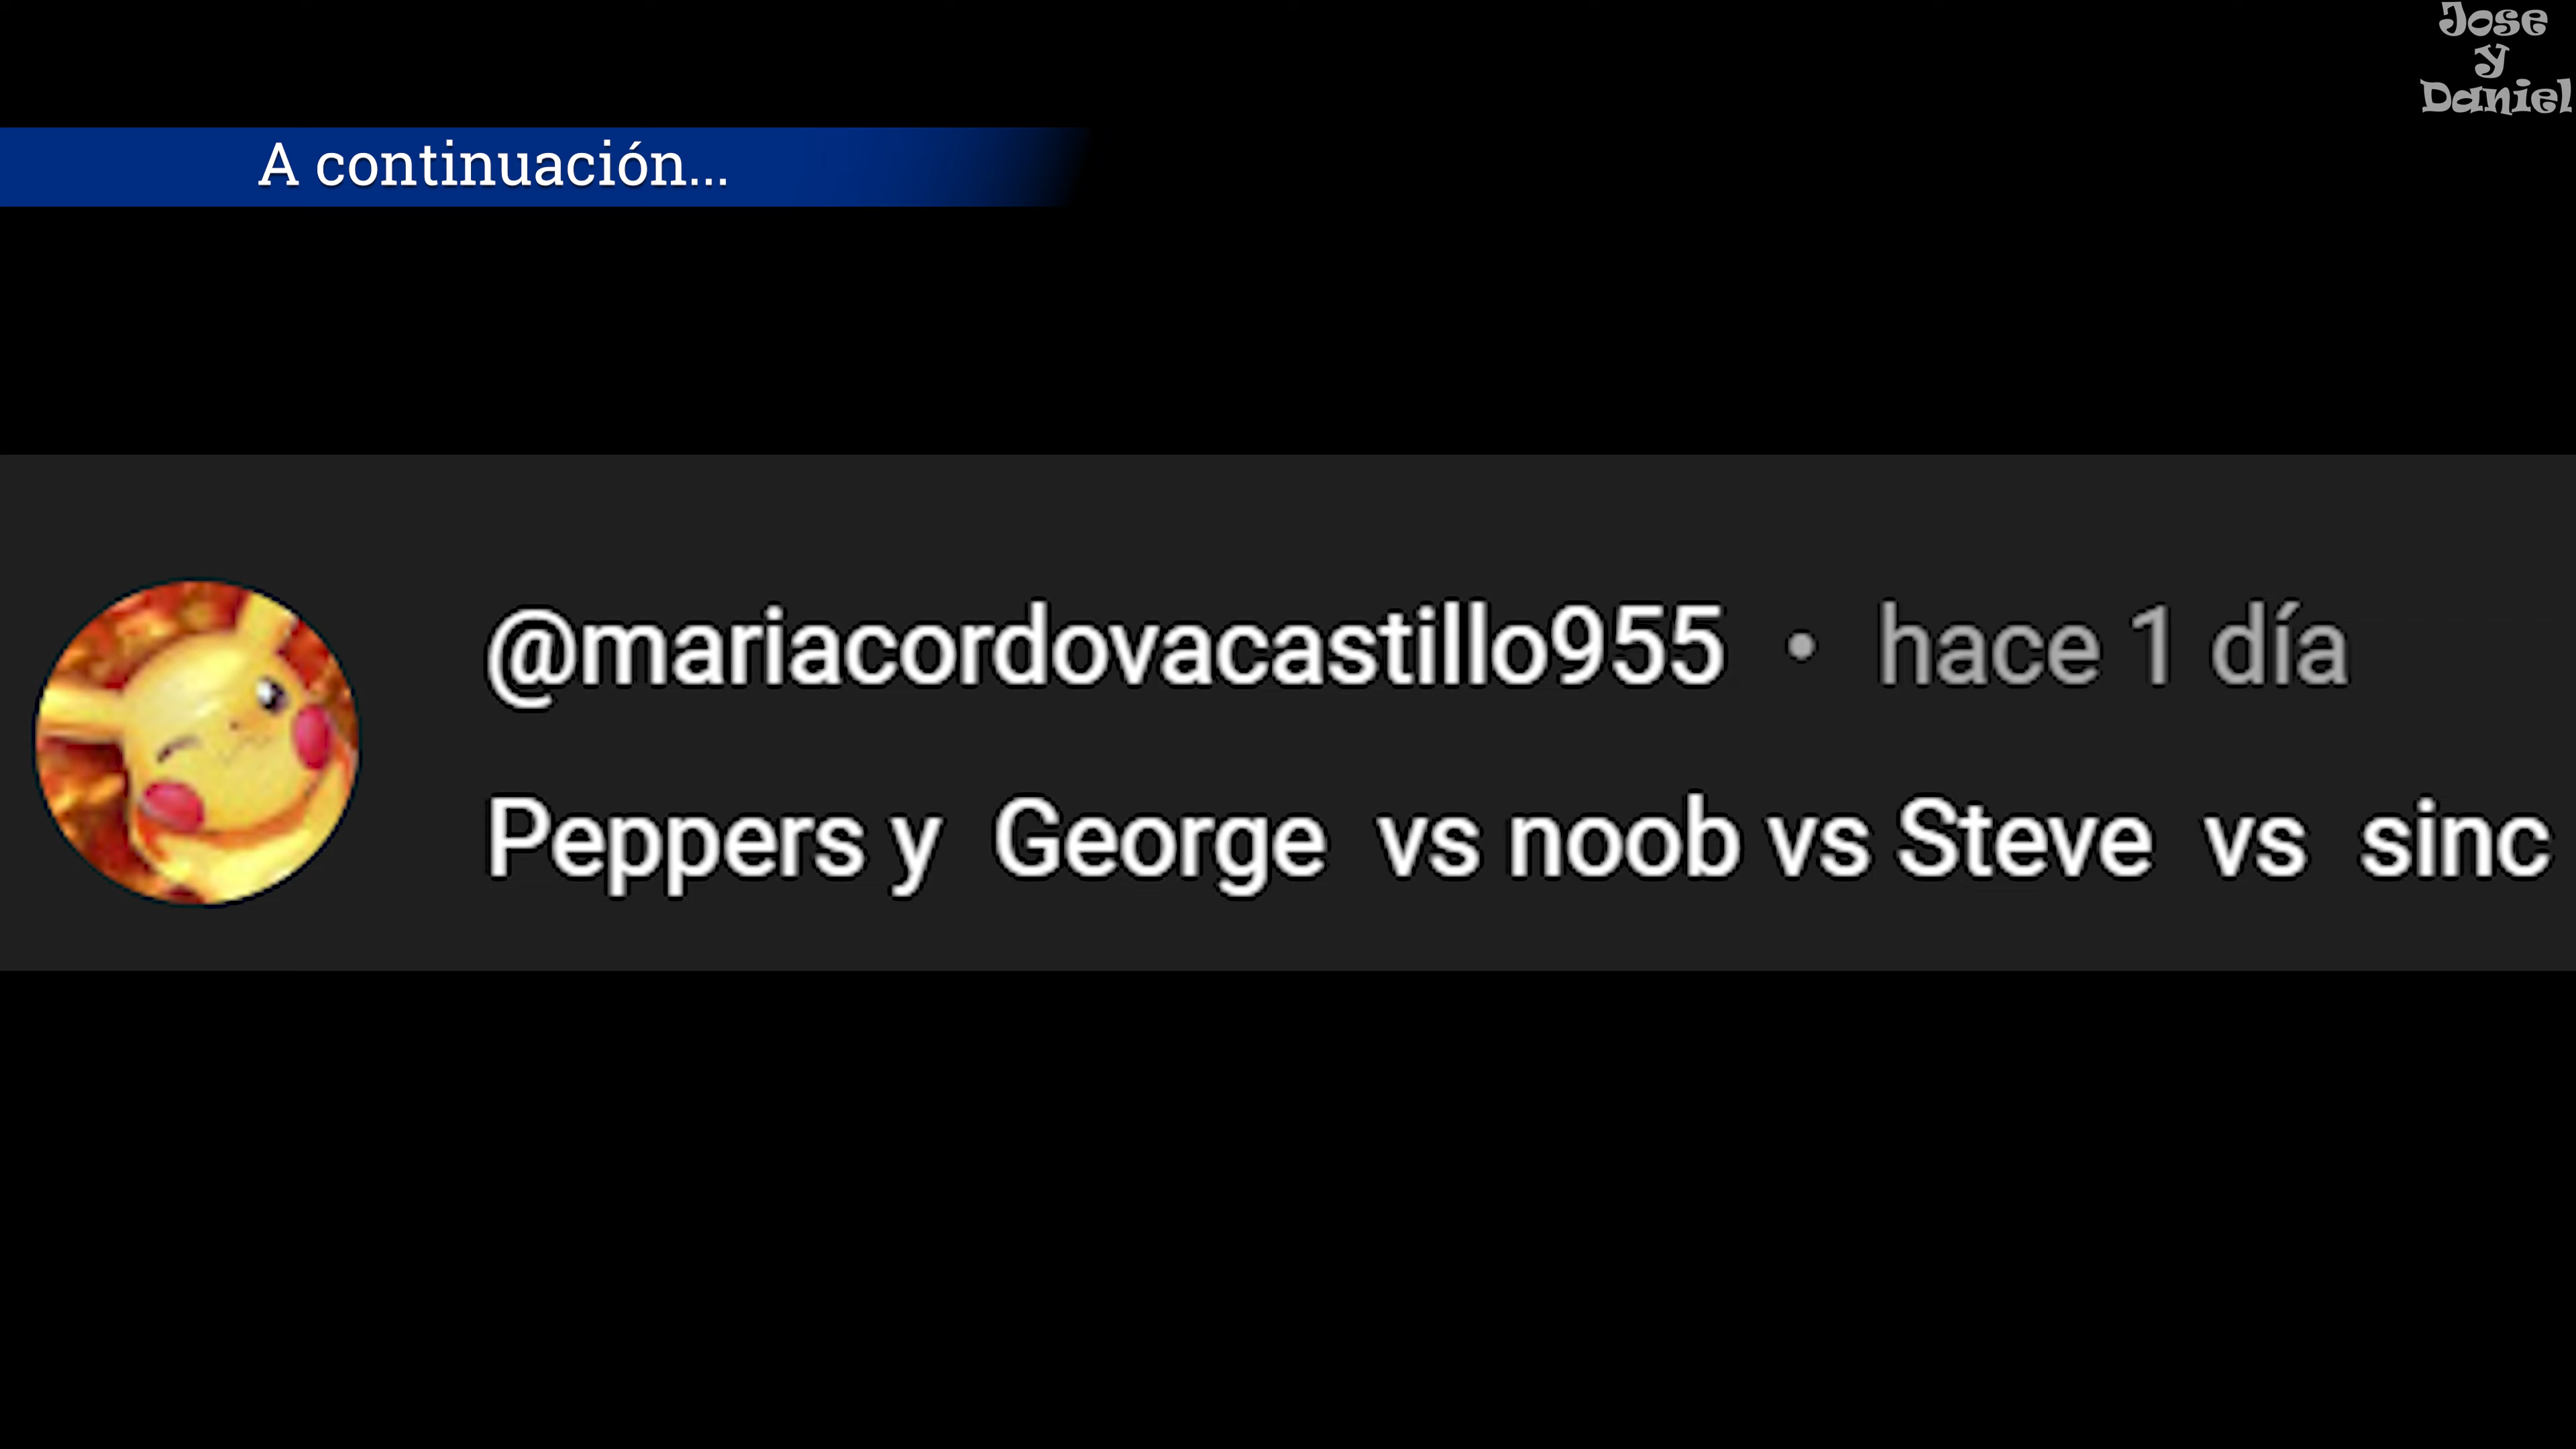 Jose
y
Daniel
A continuación...
@mariacordovacastillo955 • hace 1 día
Peppers y George vs noob vs Steve vs sinc